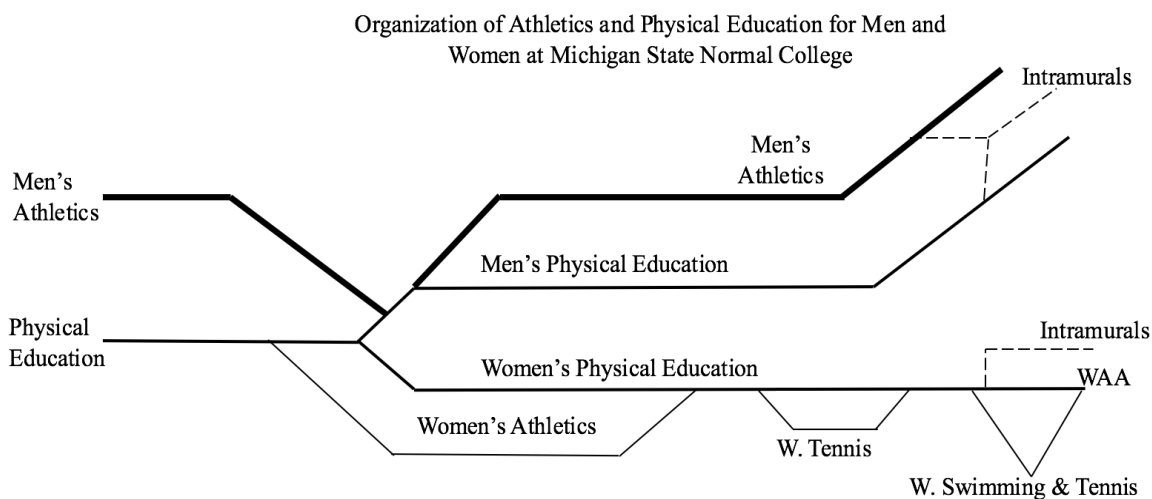 Organization of Athletics and Physical Education for Men and
Women at Michigan State Normal College
Intramurals
Men’s
Athletics
Men’s
Athletics
Men’s Physical Education
Physical
Education
Intramurals
Women’s Physical Education
WAA
Women’s Athletics
W. Tennis
W. Swimming & Tennis